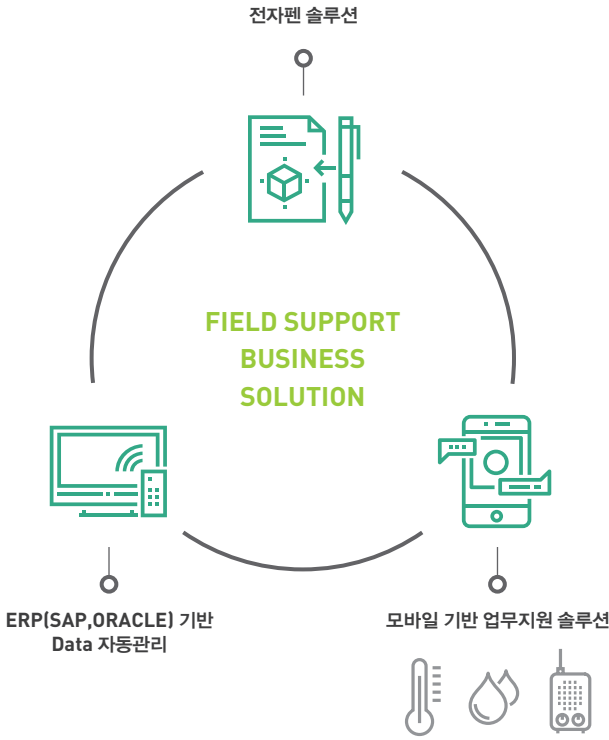 전자펜 솔루션
FIELD SUPPORT
BUSINESS
SOLUTION
ERP(SAP,ORACLE) 기반
Data 자동관리
모바일 기반 업무지원 솔루션